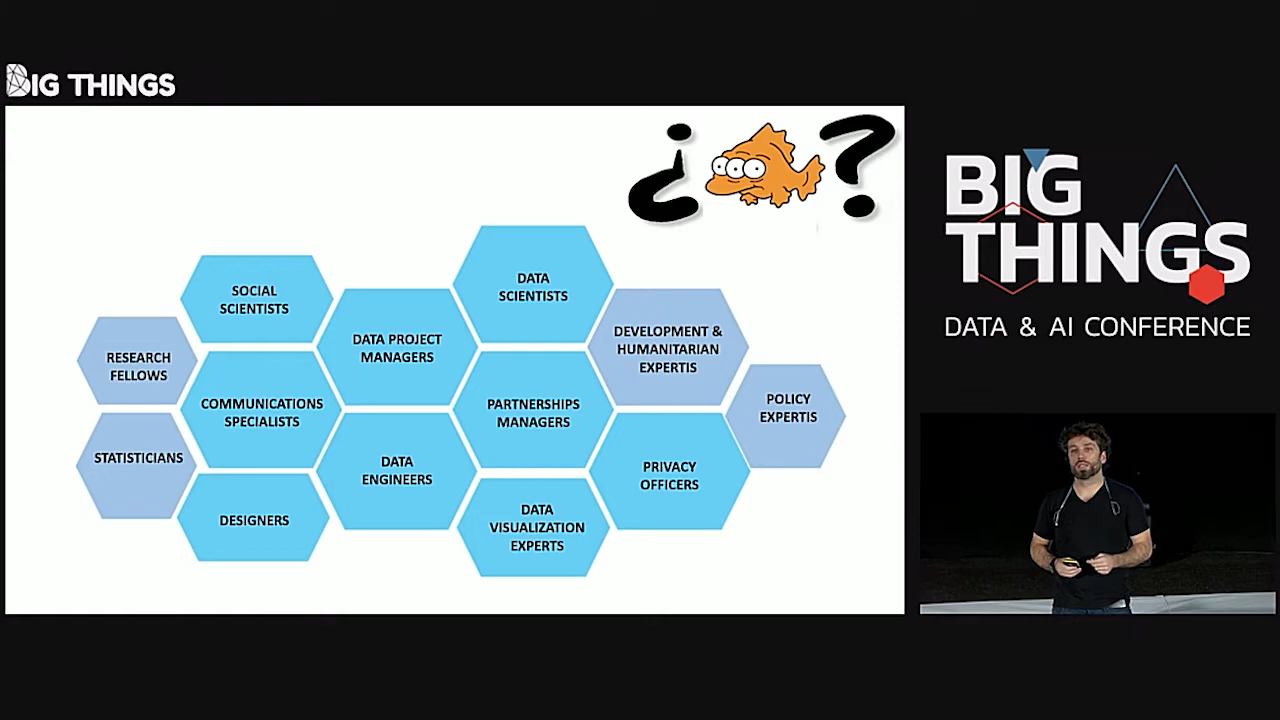 BIG THINGS
¿ ?
SOCIAL
SCIENTISTS
DATA
SCIENTISTS
DATA PROJECT
MANAGERS
DEVELOPMENT &
HUMANITARIAN
EXPERTIS
RESEARCH
FELLOWS
COMMUNICATIONS
SPECIALISTS
PARTNERSHIPS
MANAGERS
POLICY
EXPERTIS
STATISTICIANS
DATA
ENGINEERS
PRIVACY
OFFICERS
DESIGNERS
DATA
VISUALIZATION
EXPERTS
BIG
THINGS
DATA & AI CONFERENCE